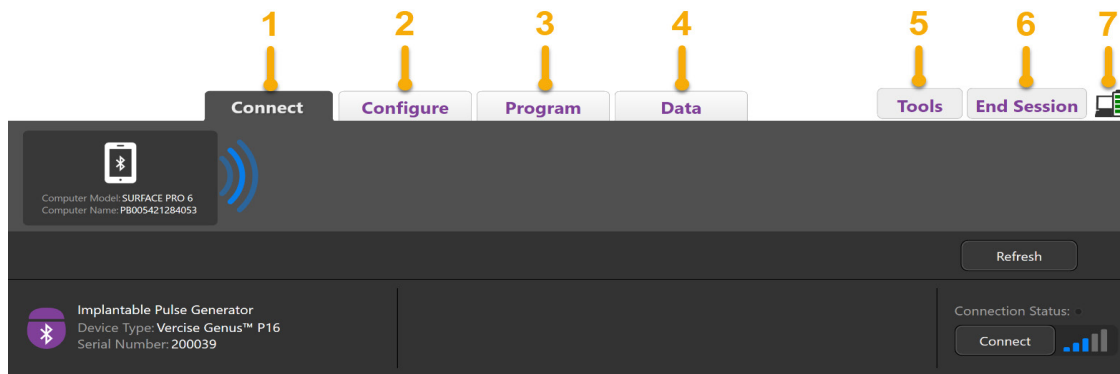 1 2 3 4 5 6 7
Connect Configure Program Data Tools End Session
Computer Model: SURFACE PRO 6
Computer Name: PB005421284053
Refresh
Implantable Pulse Generator
Device Type: Vercise Genus™ P16
Serial Number: 200039
Connection Status:
Connect